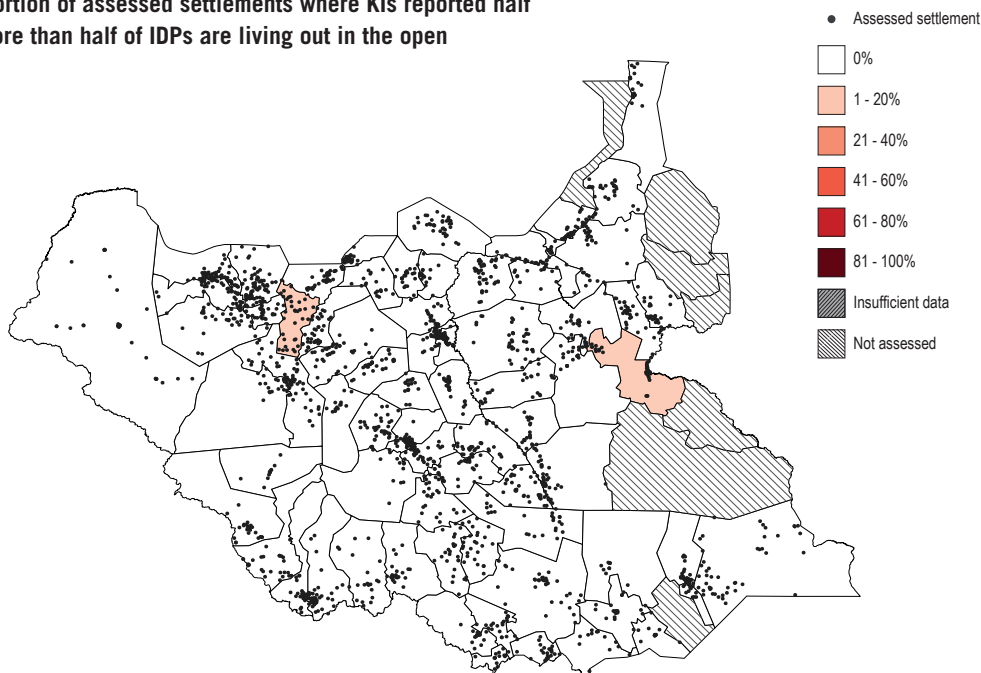 ortion of assessed settlements where KIs reported half
ore than half of IDPs are living out in the open
Assessed settlement
0%
1 - 20%
21 - 40%
41 - 60%
61 - 80%
81 - 100%
Insufficient data
Not assessed